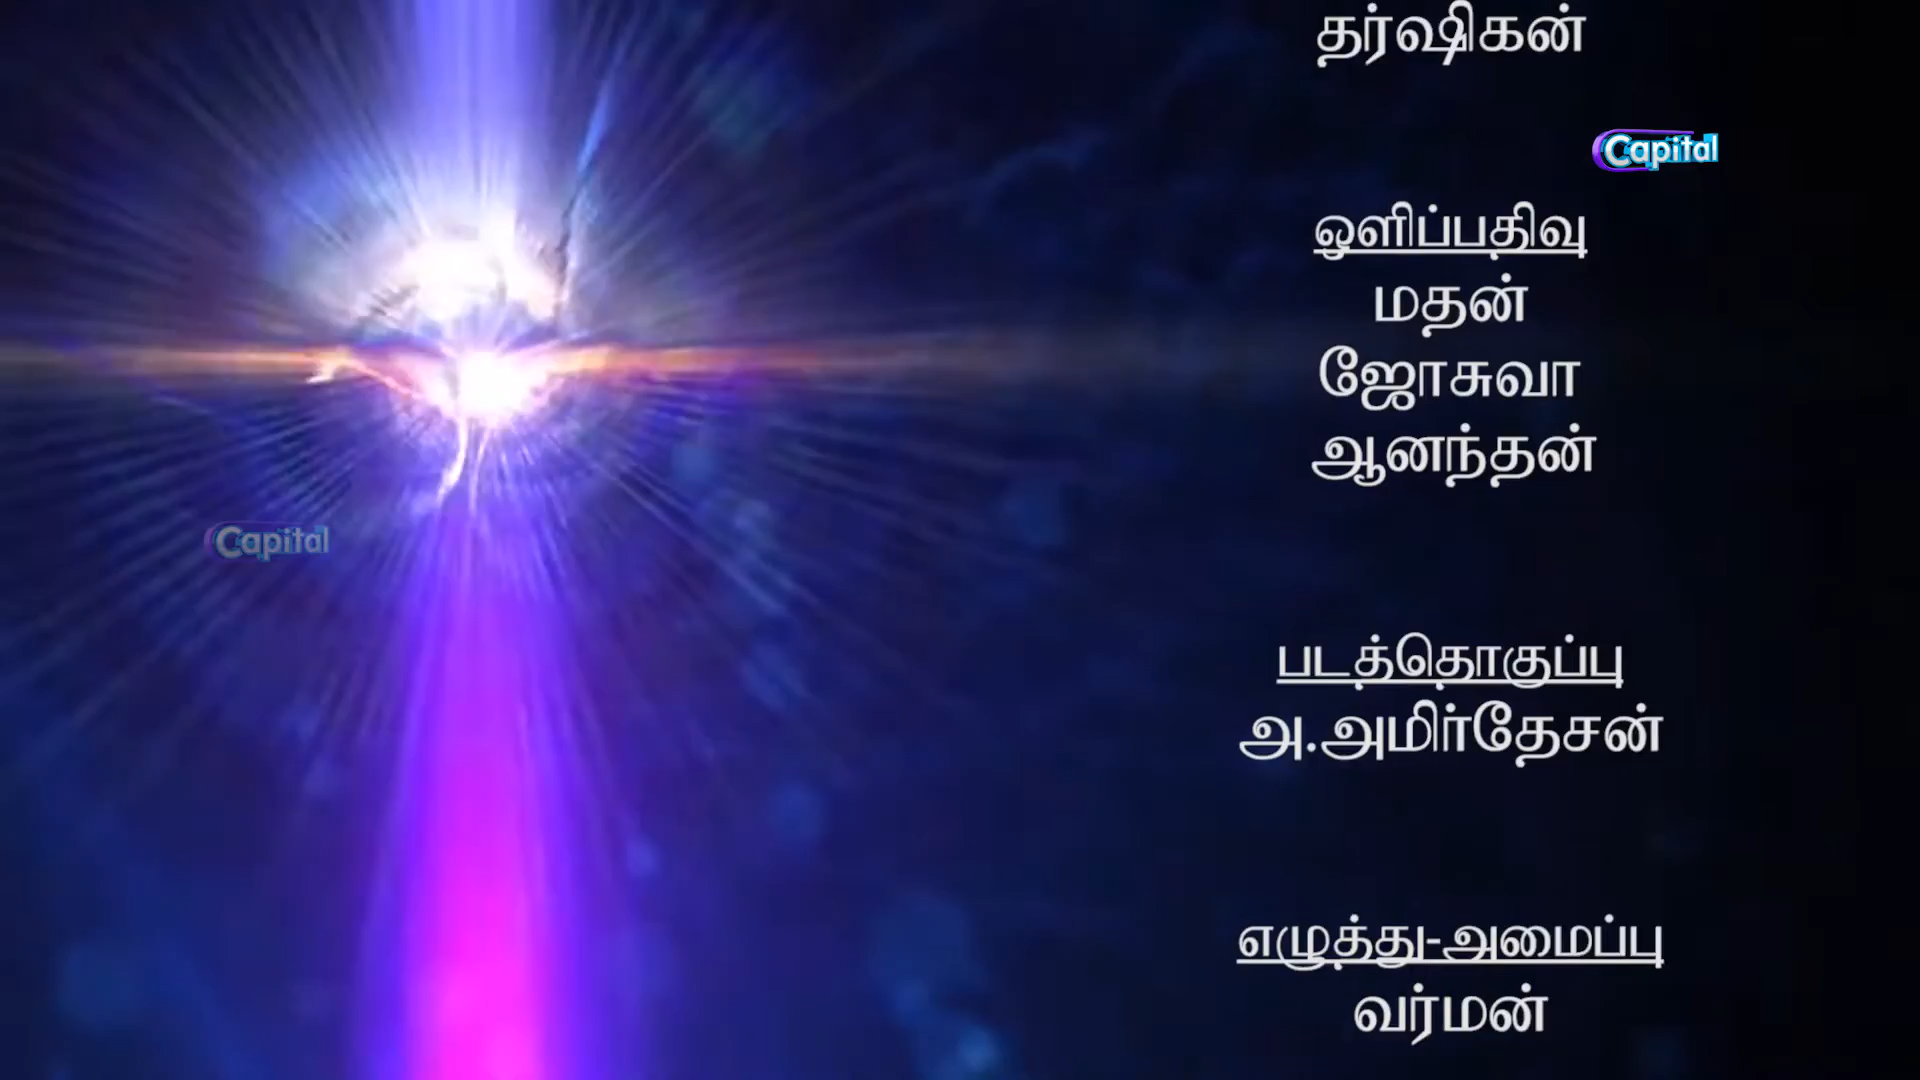 தர்ஷிகன்
Capital
ஒளிப்பதிவு
மதன்
ஜோசுவா
ஆனந்தன்
Capital
படத்தொகுப்பு
அ.அமிர்தேசன்
எழுத்து-அமைப்பு
வர்மன்